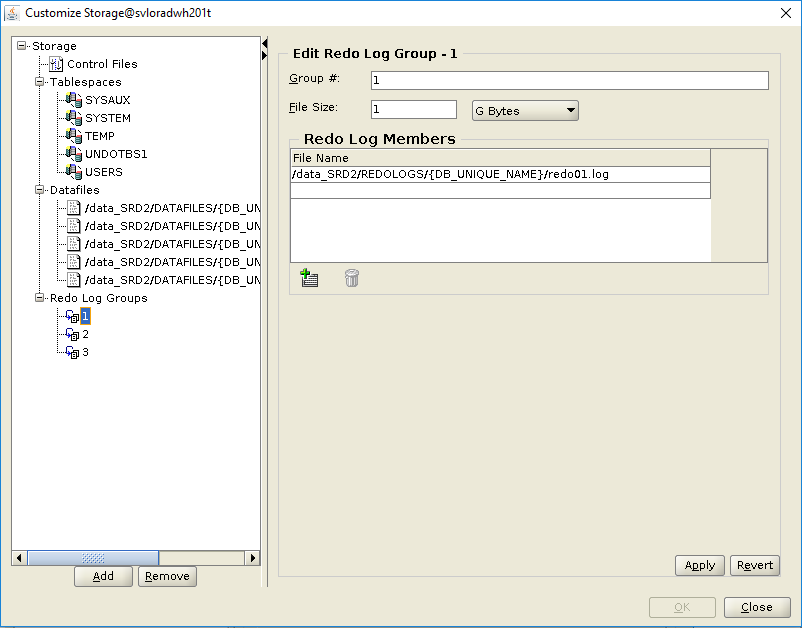 Customize Storage@svloradwh201t
Storage
Control Files
Tablespaces
SYSAUX
SYSTEM
TEMP
UNDOTBS1
USERS
Datafiles
/data_SRD2/DATAFILES/{DB_UN
/data_SRD2/DATAFILES/{DB_UN
/data_SRD2/DATAFILES/{DB_UN
/data_SRD2/DATAFILES/{DB_UN
/data_SRD2/DATAFILES/{DB_UN
Redo Log Groups
1
2
3
Add Remove
Edit Redo Log Group - 1
Group #: 1
File Size: 1 G Bytes
Redo Log Members
File Name
/data_SRD2/REDOLOGS/{DB_UNIQUE_NAME}/redo01.log
Apply Revert
OK Close